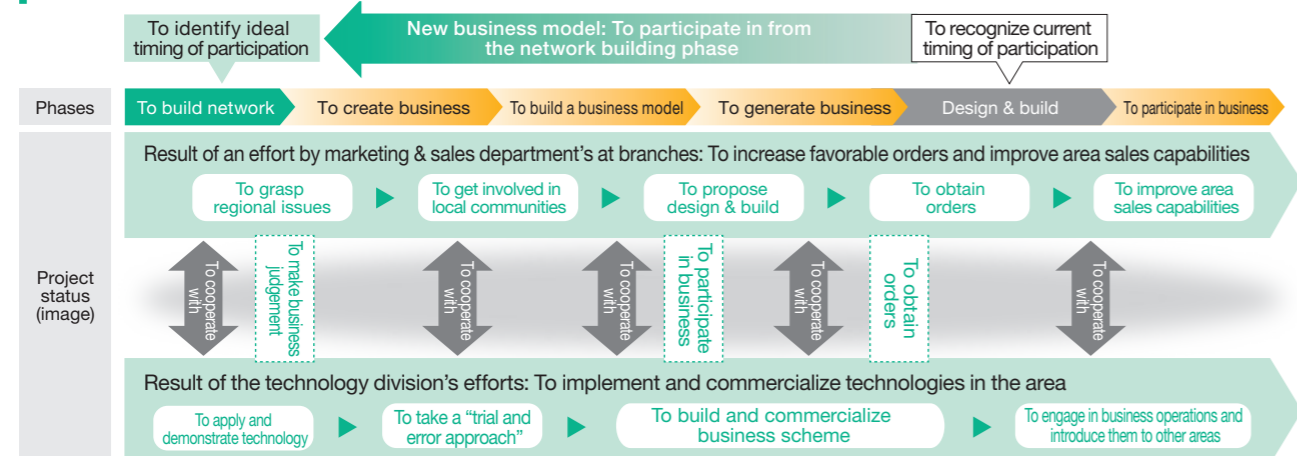 To identify ideal
timing of participation
New business model: To participate in from
the network building phase
To recognize current
timing of participation
Phases
To build network
To create business
To build a business model
To generate business
Design & build
To participate in business
Project
status
(image)
Result of an effort by marketing & sales department’s at branches: To increase favorable orders and improve area sales capabilities
To grasp
regional issues
To get involved in
local communities
To propose
design & build
To obtain
orders
To improve area
sales capabilities
To cooperate
with
To make business
judgement
To cooperate
with
To cooperate
with
To participate
in business
To cooperate
with
To obtain
orders
To cooperate
with
Result of the technology division’s efforts: To implement and commercialize technologies in the area
To apply and
demonstrate technology
To take a “trial and
error approach”
To build and commercialize
business scheme
To engage in business operations and
introduce them to other areas